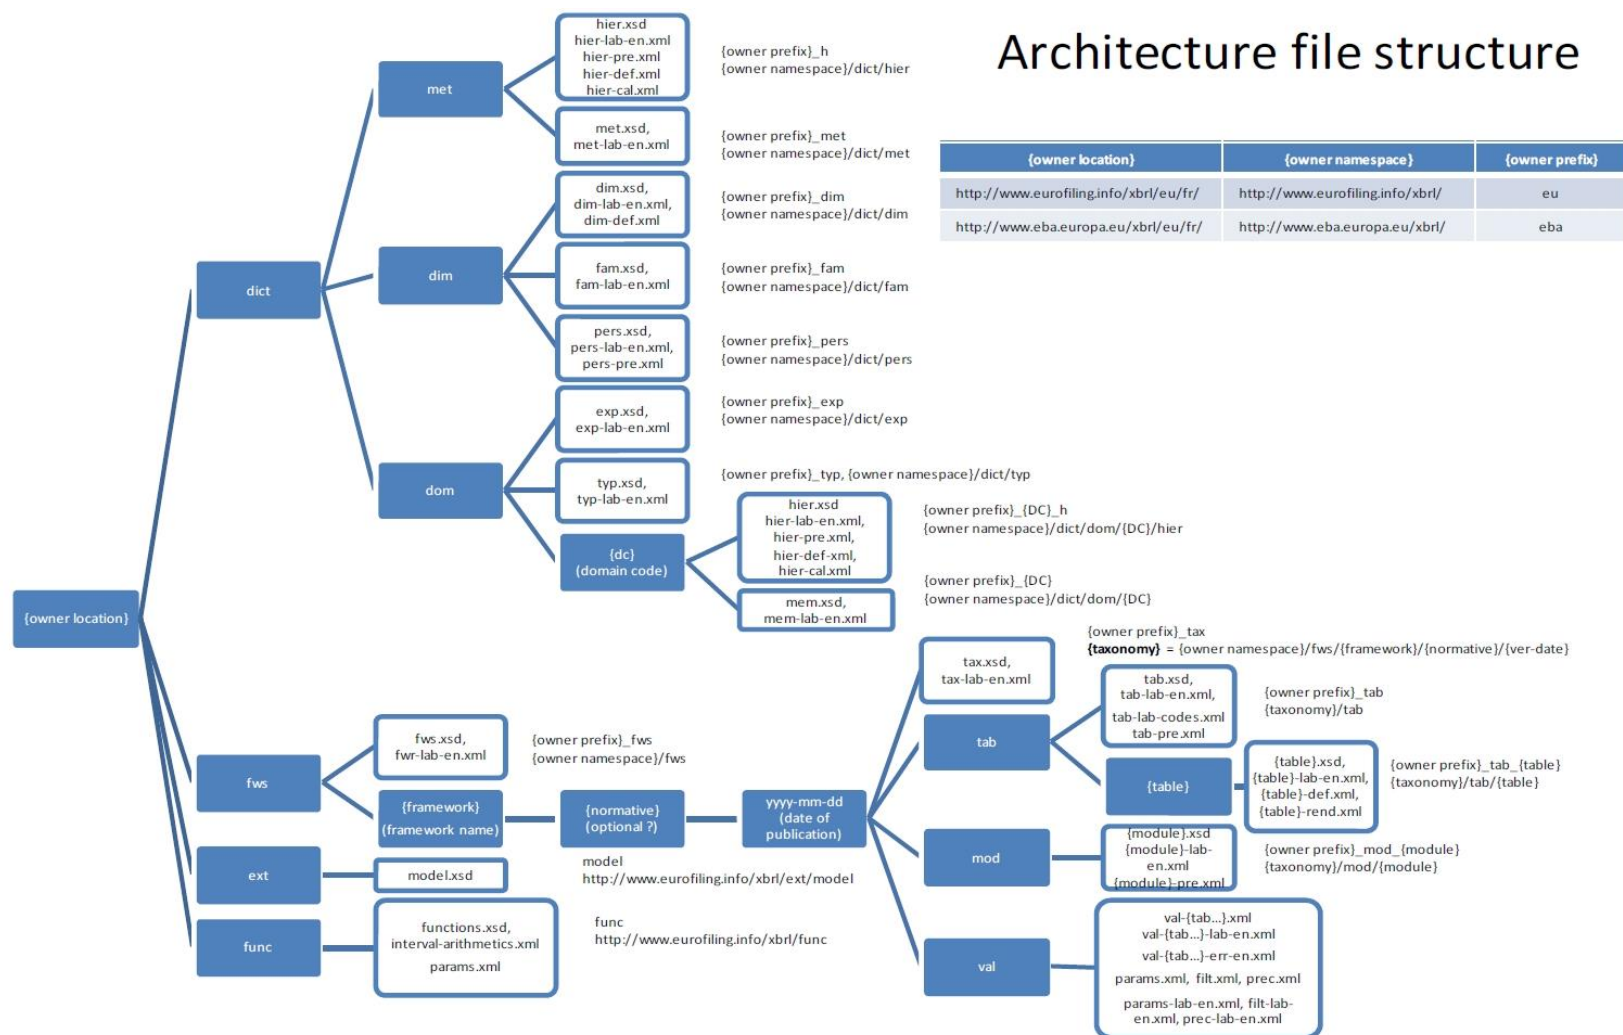 Architecture file structure
{owner location}
{owner namespace}
{owner prefix}
http://www.eurofiling.info/xbrl/eu/fr/
http://www.eurofiling.info/xbrl/
eu
http://www.eba.europa.eu/xbrl/eu/fr/
http://www.eba.europa.eu/xbrl/
eba
{owner location}
dict
met
hier.xsd
hier-lab-en.xml
hier-pre.xml
hier-def.xml
hier-cal.xml
{owner prefix}_h
{owner namespace}/dict/hier
met.xsd,
met-lab-en.xml
{owner prefix}_met
{owner namespace}/dict/met
dim
dim.xsd,
dim-lab-en.xml,
dim-def.xml
{owner prefix}_dim
{owner namespace}/dict/dim
fam.xsd,
fam-lab-en.xml
{owner prefix}_fam
{owner namespace}/dict/fam
pers.xsd,
pers-lab-en.xml,
pers-pre.xml
{owner prefix}_pers
{owner namespace}/dict/pers
dom
exp.xsd,
exp-lab-en.xml
{owner prefix}_exp
{owner namespace}/dict/exp
typ.xsd,
typ-lab-en.xml
{owner prefix}_typ, {owner namespace}/dict/typ
{dc}
(domain code)
hier.xsd
hier-lab-en.xml,
hier-pre.xml,
hier-def-xml,
hier-cal.xml
{owner prefix}_{DC}_h
{owner namespace}/dict/dom/{DC}/hier
mem.xsd,
mem-lab-en.xml
{owner prefix}_{DC}
{owner namespace}/dict/dom/{DC}
fws
fws.xsd,
fwr-lab-en.xml
{owner prefix}_fws
{owner namespace}/fws
{framework}
(framework name)
{normative}
(optional ?)
yyyy-mm-dd
(date of
publication)
tax.xsd,
tax-lab-en.xml
{owner prefix}_tax
{taxonomy} = {owner namespace}/fws/{framework}/{normative}/{ver-date}
tab
tab.xsd,
tab-lab-en.xml,
tab-lab-codes.xml
tab-pre.xml
{owner prefix}_tab
{taxonomy}/tab
{table}
{table}.xsd,
{table}-lab-en.xml,
{table}-def.xml,
{table}-rend.xml
{owner prefix}_tab_{table}
{taxonomy}/tab/{table}
mod
{module}.xsd
{module}-lab-
en.xml
{module}-pre.xml
{owner prefix}_mod_{module}
{taxonomy}/mod/{module}
val
val-{tab...}.xml
val-{tab...}-lab-en.xml
val-{tab...}-err-en.xml
params.xml, filt.xml, prec.xml
params-lab-en.xml, filt-lab-
en.xml, prec-lab-en.xml
ext
model.xsd
model
http://www.eurofiling.info/xbrl/ext/model
func
functions.xsd,
interval-arithmetics.xml
params.xml
func
http://www.eurofiling.info/xbrl/func